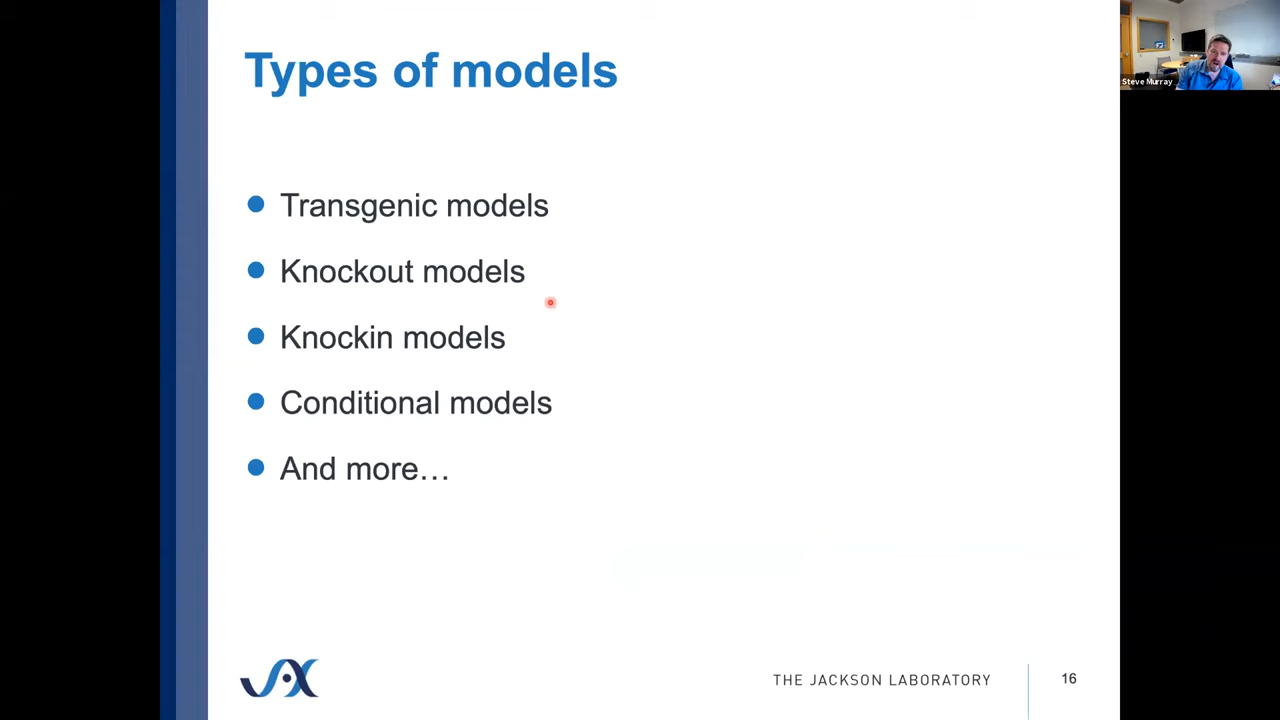 Types of models
Steve Murray
Transgenic models
Knockout models
Knockin models
Conditional models
And more…
JAX
THE JACKSON LABORATORY
16